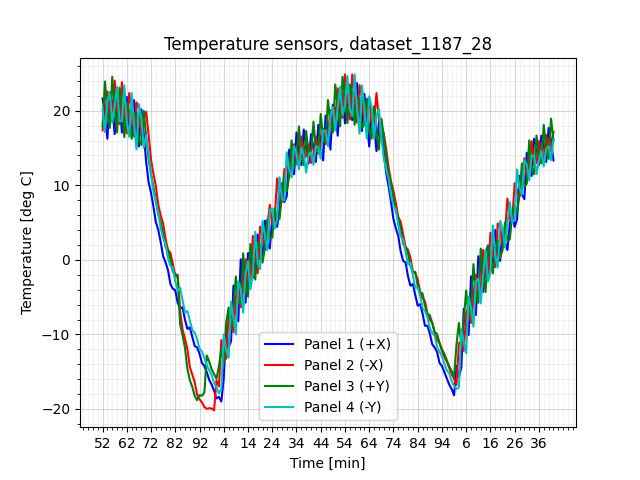 Temperature sensors, dataset_1187_28
Temperature [deg C]
20
10
0
−10
−20
Panel 1 (+X)
Panel 2 (-X)
Panel 3 (+Y)
Panel 4 (-Y)
52 62 72 82 92 4 14 24 34 44 54 64 74 84 94 6 16 26 36
Time [min]